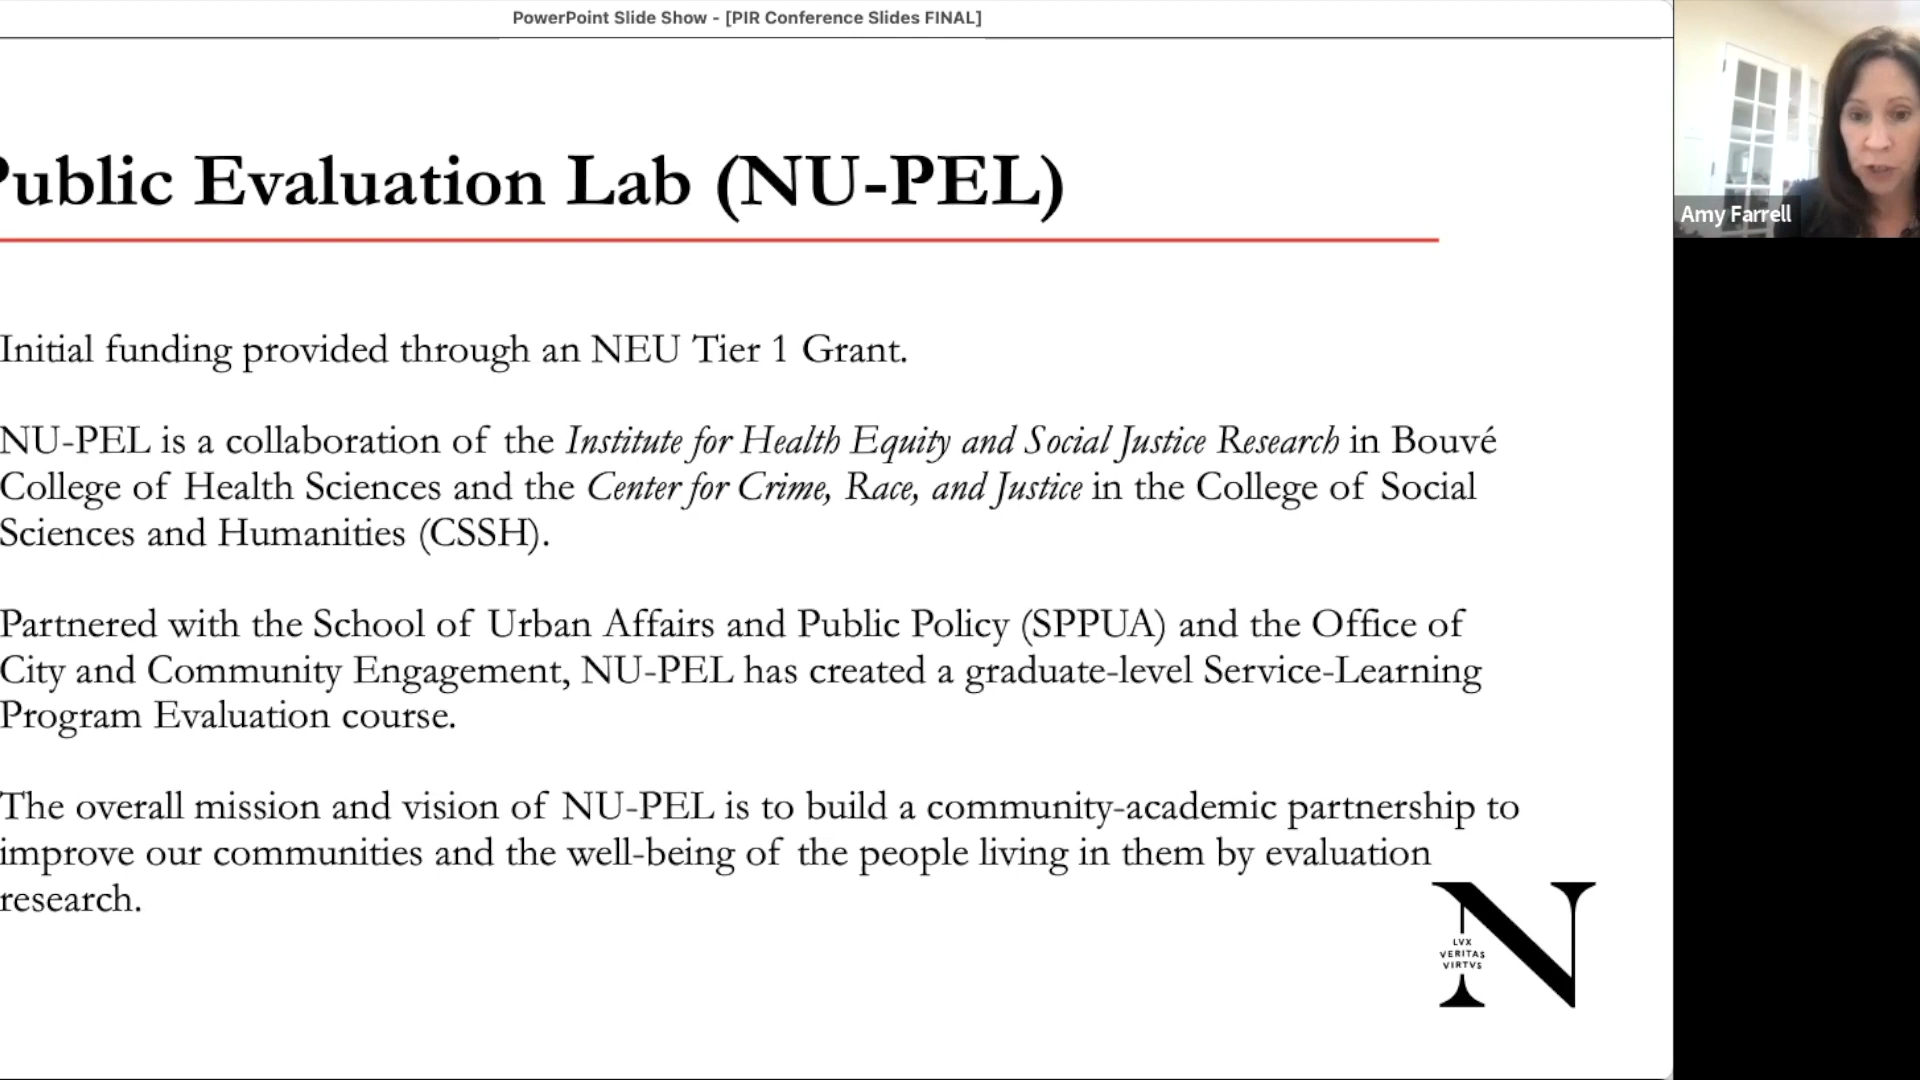 PowerPoint Slide Show - [PIR Conference Slides FINAL]
Public Evaluation Lab (NU-PEL)
Amy Farrell
Initial funding provided through an NEU Tier 1 Grant.
NU-PEL is a collaboration of the Institute for Health Equity and Social Justice Research in Bouvé
College of Health Sciences and the Center for Crime, Race, and Justice in the College of Social
Sciences and Humanities (CSSH).
Partnered with the School of Urban Affairs and Public Policy (SPPUA) and the Office of
City and Community Engagement, NU-PEL has created a graduate-level Service-Learning
Program Evaluation course.
The overall mission and vision of NU-PEL is to build a community-academic partnership to
improve our communities and the well-being of the people living in them by evaluation
research.
N
LVX
VERITAS
VIRTVS